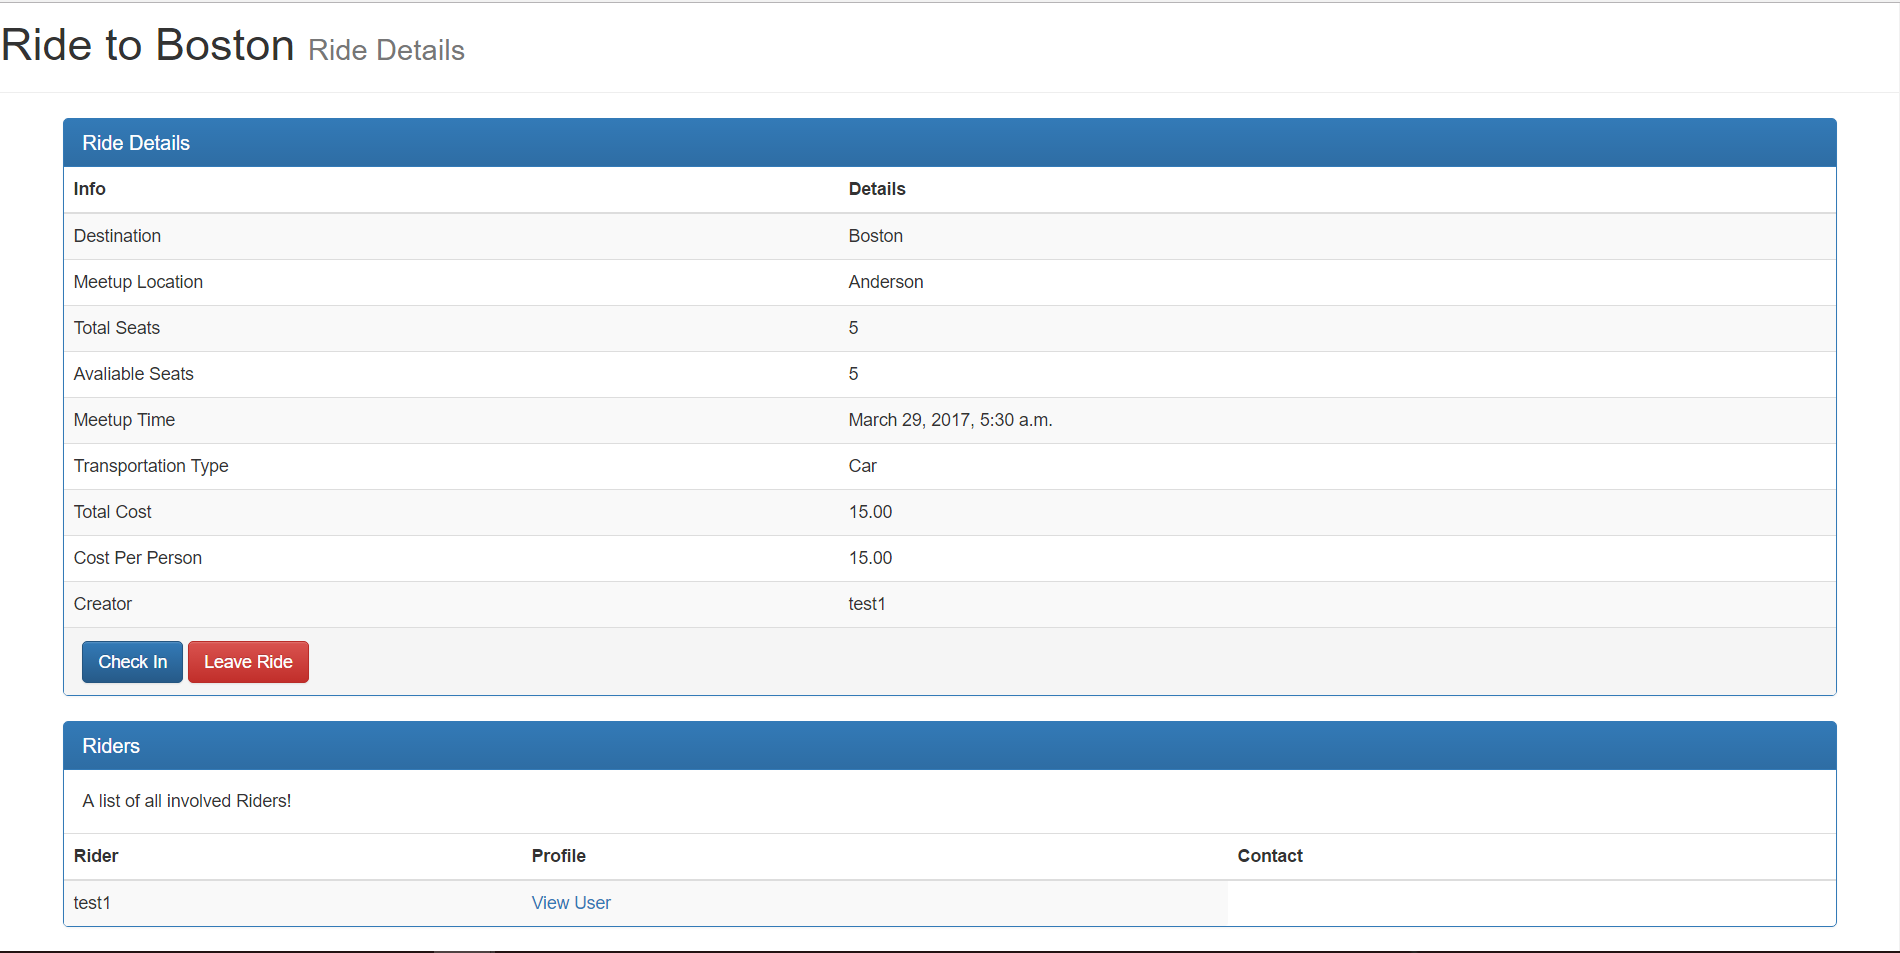 Ride to Boston Ride Details
Ride Details
Info Details
Destination Boston
Meetup Location Anderson
Total Seats 5
Avaliable Seats 5
Meetup Time March 29, 2017, 5:30 a.m.
Transportation Type Car
Total Cost 15.00
Cost Per Person 15.00
Creator test1
Check In Leave Ride
Riders
A list of all involved Riders!
Rider Profile Contact
test1 View User